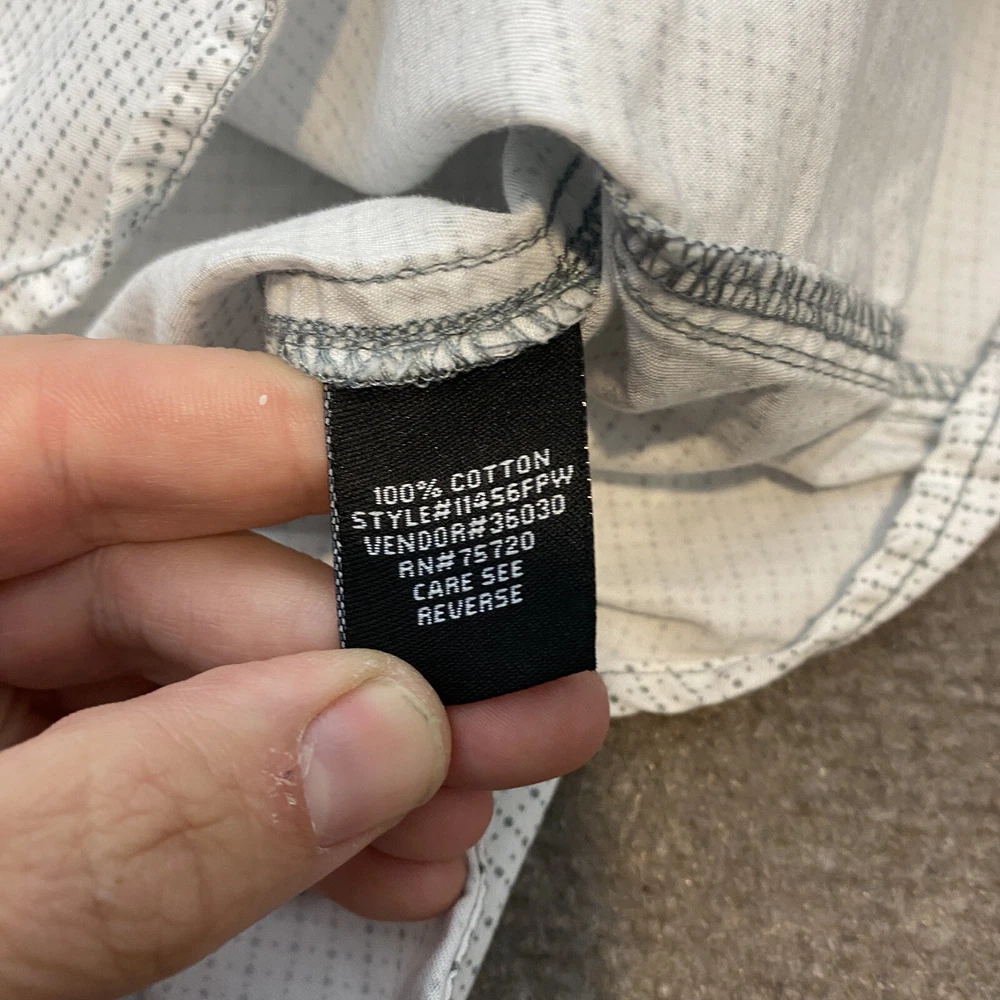 100% COTTON
STYLE#11456FPW
VENDOR#36030
RN#75720
CARE SEE
REVERSE